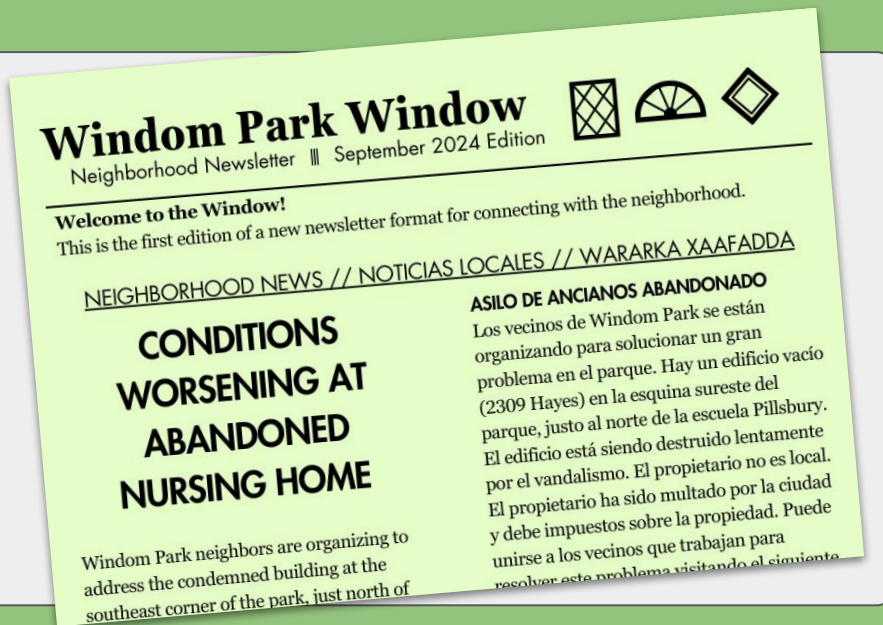 Windom Park Window
Neighborhood Newsletter ||| September 2024 Edition
Welcome to the Window!
This is the first edition of a new newsletter format for connecting with the neighborhood.
NEIGHBORHOOD NEWS // NOTICIAS LOCALES // WARARKA XAAFADDA
CONDITIONS
WORSENING AT
ABANDONED
NURSING HOME
Windom Park neighbors are organizing to
address the condemned building at the
southeast corner of the park, just north of
ASILO DE ANCIANOS ABANDONADO
Los vecinos de Windom Park se están
organizando para solucionar un gran
problema en el parque. Hay un edificio vacío
(2309 Hayes) en la esquina sureste del
parque, justo al norte de la escuela Pillsbury.
El edificio está siendo destruido lentamente
por el vandalismo. El propietario no es local.
El propietario ha sido multado por la ciudad
y debe impuestos sobre la propiedad. Puede
unirse a los vecinos que trabajan para
resolver este problema visitando el siguiente